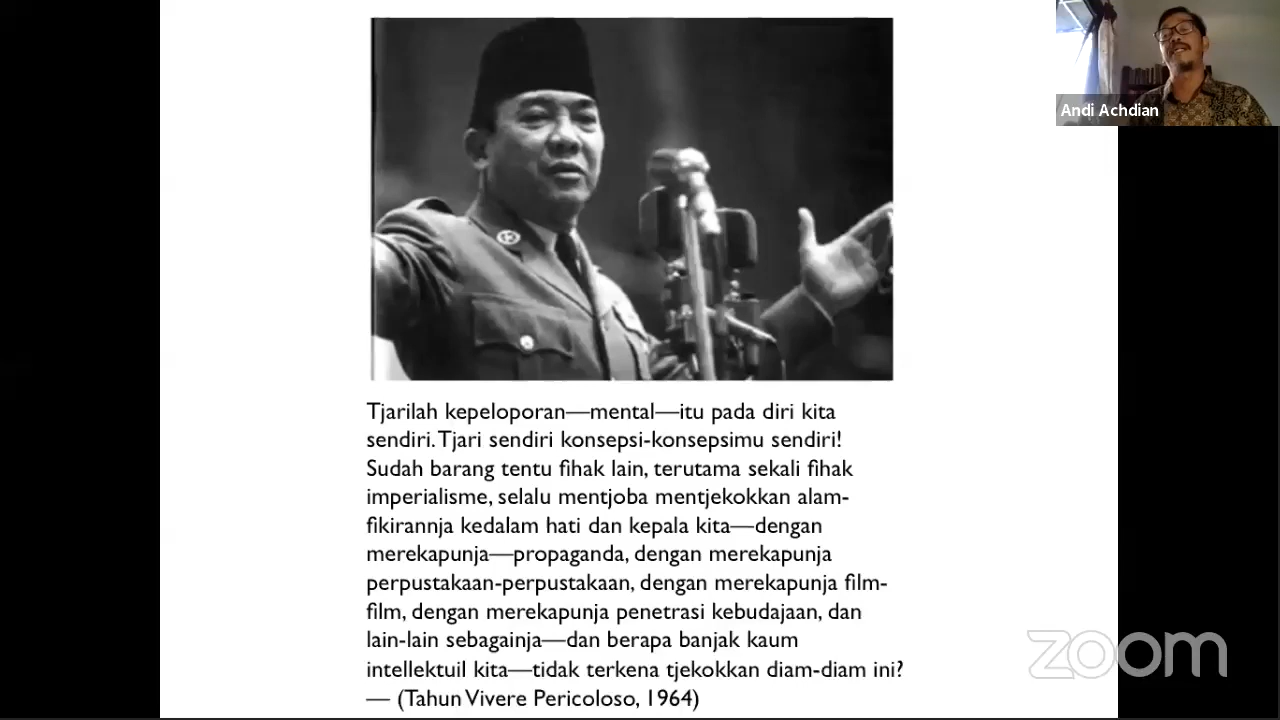 Andi Achdian
Tjarilah kepeloporan—mental—itu pada diri kita
sendiri. Tjari sendiri konsepsi-konsepsimu sendiri!
Sudah barang tentu fihak lain, terutama sekali fihak
imperialisme, selalu mentjoba mentjekokkan alam-
fikirannja kedalam hati dan kepala kita—dengan
merekapunja—propaganda, dengan merekapunja
perpustakaan-perpustakaan, dengan merekapunja film-
film, dengan merekapunja penetrasi kebudajaan, dan
lain-lain sebagainja—dan berapa banjak kaum
intellektuil kita—tidak terkena tjekokkan diam-diam ini?
— (Tahun Vivere Pericoloso, 1964)
zoom